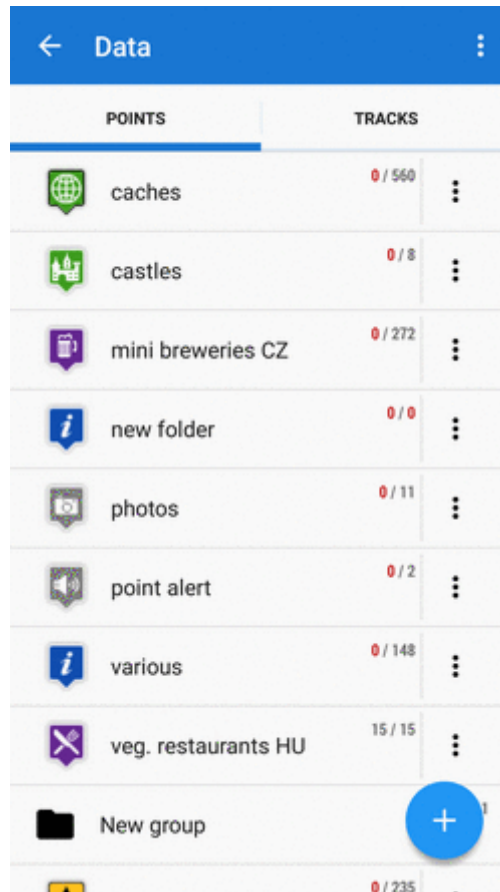 Data
POINTS TRACKS
caches 0 / 560
castles 0 / 8
mini breweries CZ 0 / 272
new folder 0 / 0
photos 0 / 11
point alert 0 / 2
various 0 / 148
veg. restaurants HU 15 / 15
New group 1
0 / 235